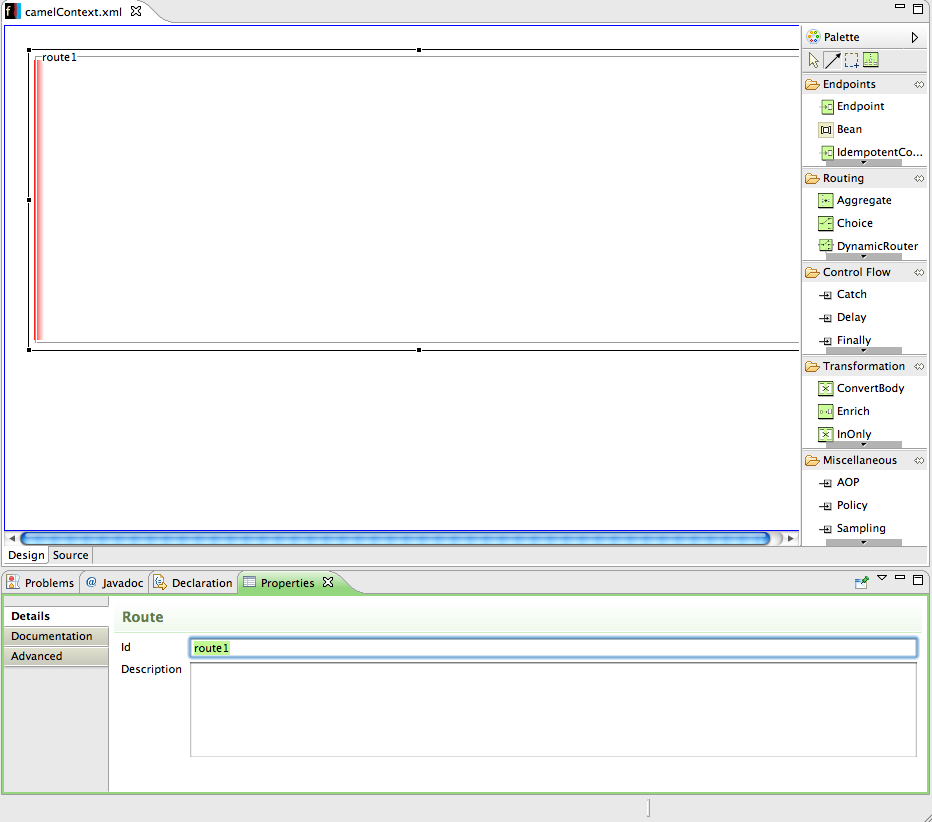 camelContext.xml
route1
Palette
Endpoints
Endpoint
Bean
IdempotentCo...
Routing
Aggregate
Choice
DynamicRouter
Control Flow
Catch
Delay
Finally
Transformation
ConvertBody
Enrich
InOnly
Miscellaneous
AOP
Policy
Sampling
Design Source
Problems @ Javadoc Declaration Properties
Details
Documentation
Advanced
Route
Id route1
Description